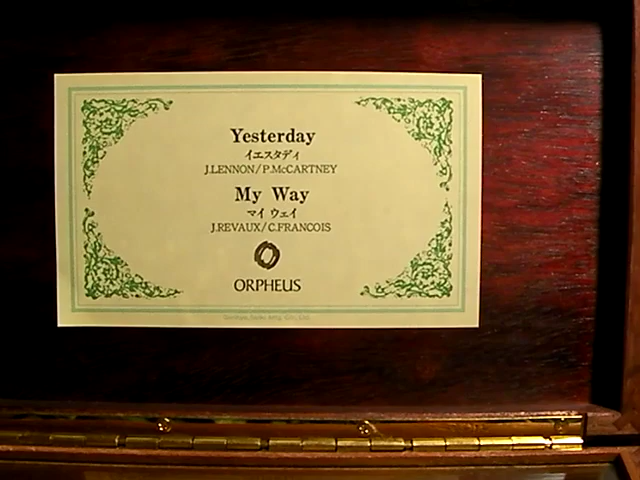 Yesterday
イエスタディ
J.LENNON/P.McCARTNEY
My Way
マイ ウェイ
J.REVAUX/C.FRANCOIS
ORPHEUS